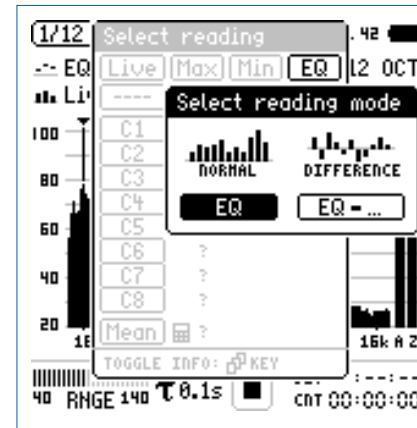 1/12 Select reading . 42
-.-- EQ Live Max Min EQ L2 OCT
Li ----
Select reading mode
NORMAL DIFFERENCE
EQ EQ - ...
100
80
60
40
20
C1
C2
C3
C4
C5
C6 ?
C7 ?
C8 ?
Mean ?
16k A Z
TOGGLE INFO: KEY
40 RNGE 140 τ 0.1s CNT 00:00:00
--:--